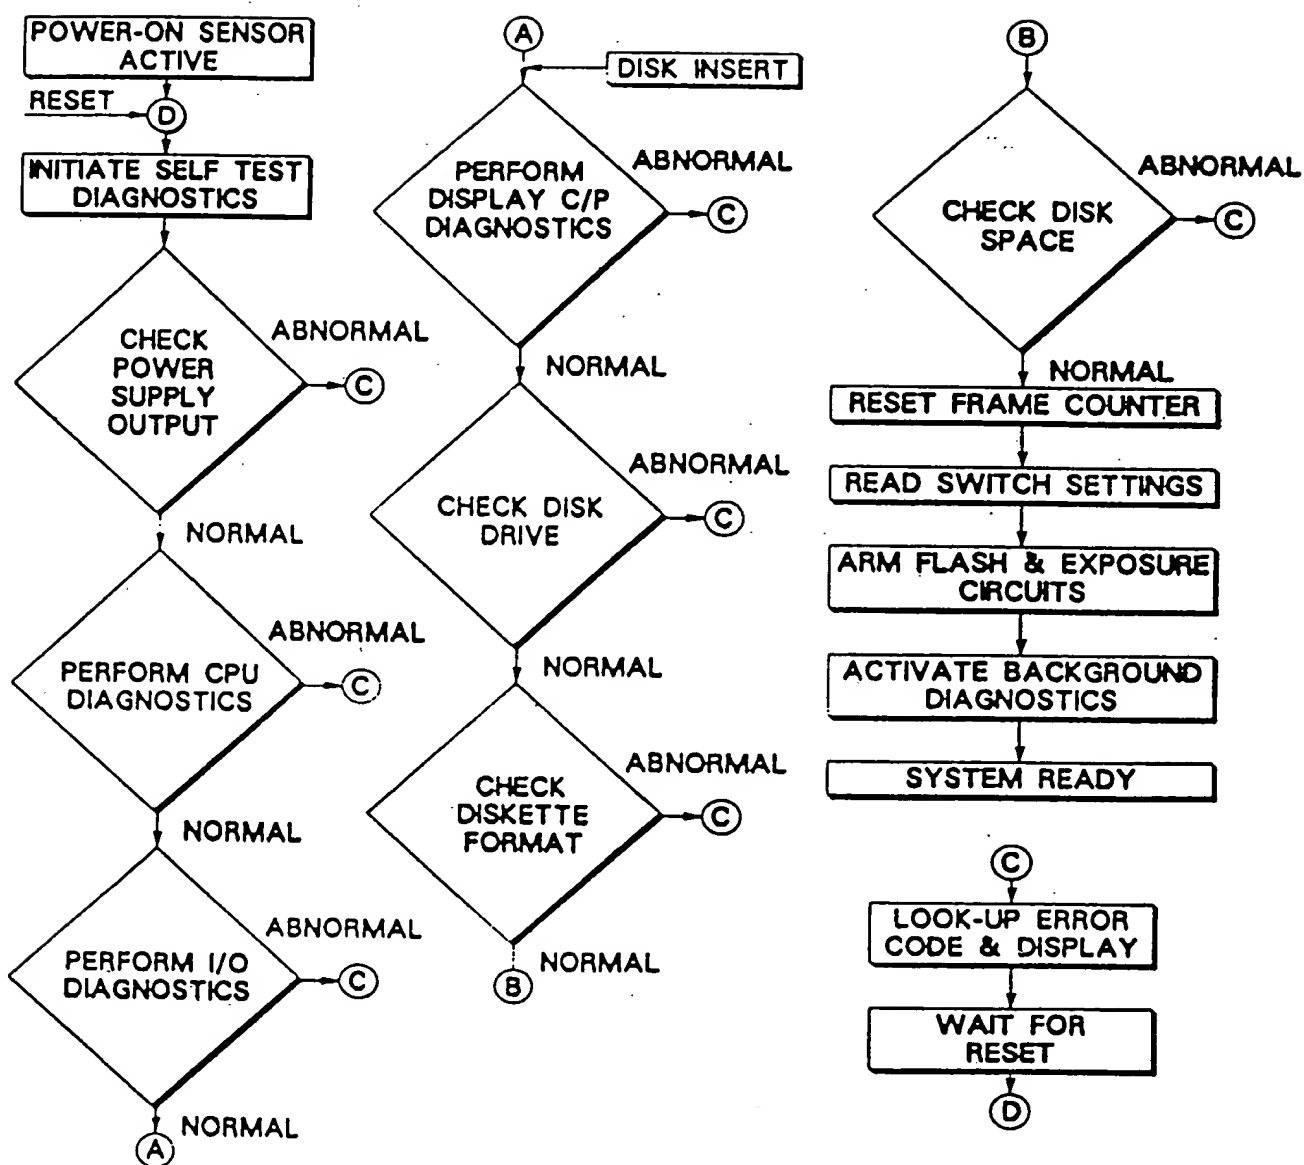 POWER-ON SENSOR
ACTIVE
RESET
D
INITIATE SELF TEST
DIAGNOSTICS
CHECK
POWER
SUPPLY
OUTPUT
ABNORMAL
C
NORMAL
PERFORM CPU
DIAGNOSTICS
ABNORMAL
C
NORMAL
PERFORM I/O
DIAGNOSTICS
ABNORMAL
C
NORMAL
A
A
DISK INSERT
PERFORM
DISPLAY C/P
DIAGNOSTICS
ABNORMAL
C
NORMAL
CHECK DISK
DRIVE
ABNORMAL
C
NORMAL
CHECK
DISKETTE
FORMAT
ABNORMAL
C
NORMAL
B
B
CHECK DISK
SPACE
ABNORMAL
C
NORMAL
RESET FRAME COUNTER
READ SWITCH SETTINGS
ARM FLASH & EXPOSURE
CIRCUITS
ACTIVATE BACKGROUND
DIAGNOSTICS
SYSTEM READY
C
LOOK-UP ERROR
CODE & DISPLAY
WAIT FOR
RESET
D